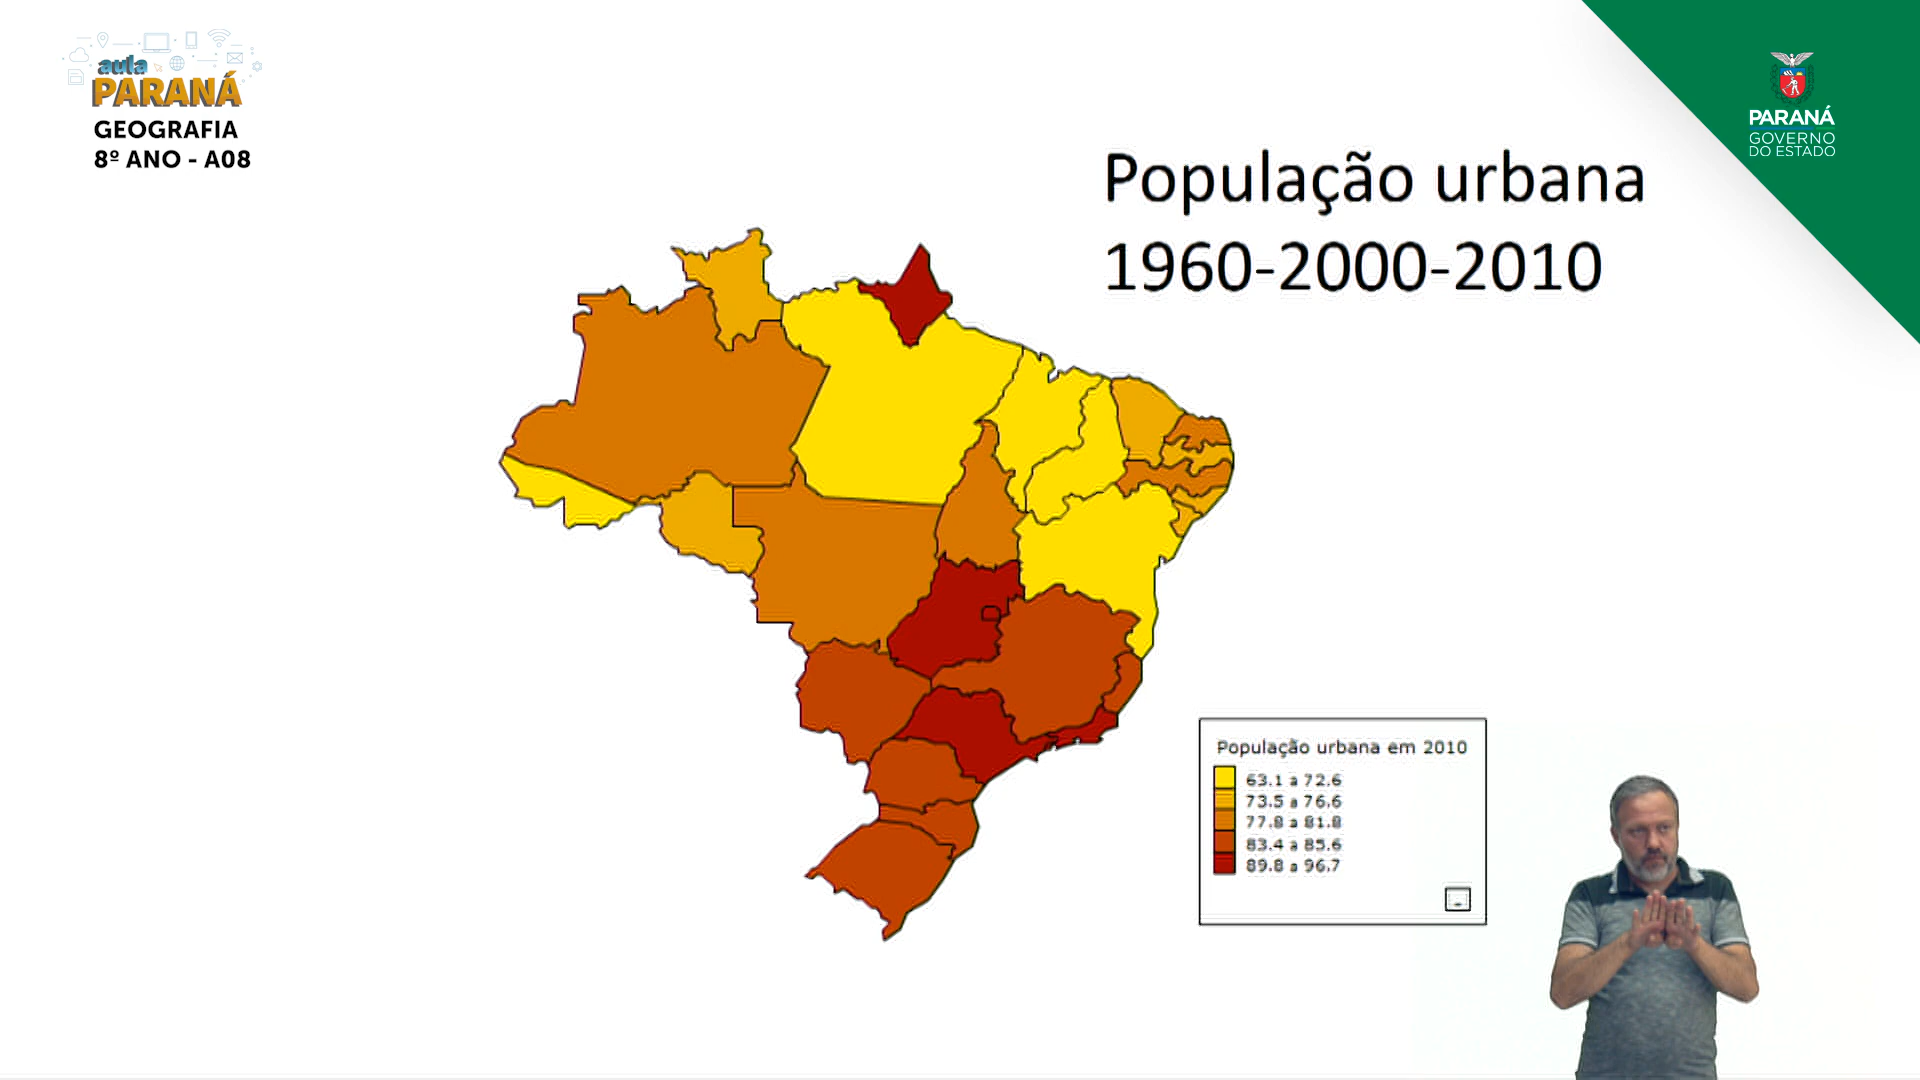 aula
PARANÁ
GEOGRAFIA
8º ANO - A08
PARANÁ
GOVERNO
DO ESTADO
População urbana
1960-2000-2010
População urbana em 2010
63.1 a 72.6
73.5 a 76.6
77.8 a 81.8
83.4 a 85.6
89.8 a 96.7